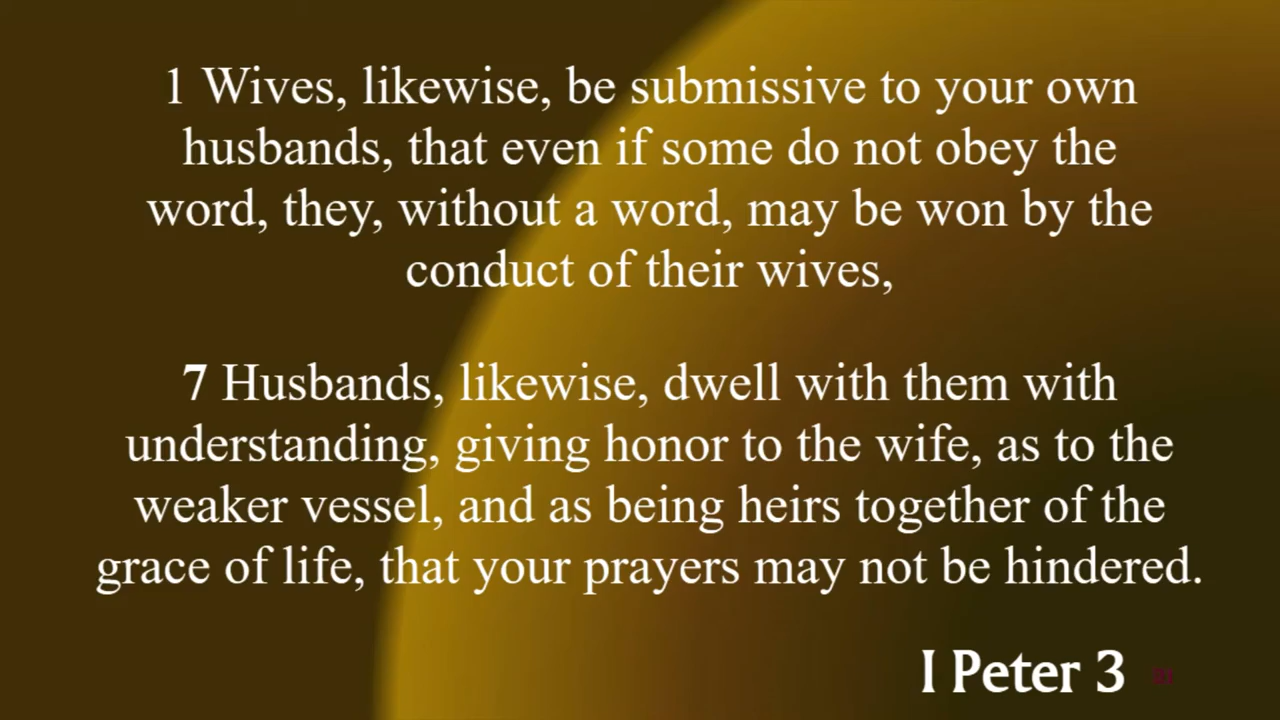 1 Wives, likewise, be submissive to your own
husbands, that even if some do not obey the
word, they, without a word, may be won by the
conduct of their wives,
7 Husbands, likewise, dwell with them with
understanding, giving honor to the wife, as to the
weaker vessel, and as being heirs together of the
grace of life, that your prayers may not be hindered.
I Peter 3